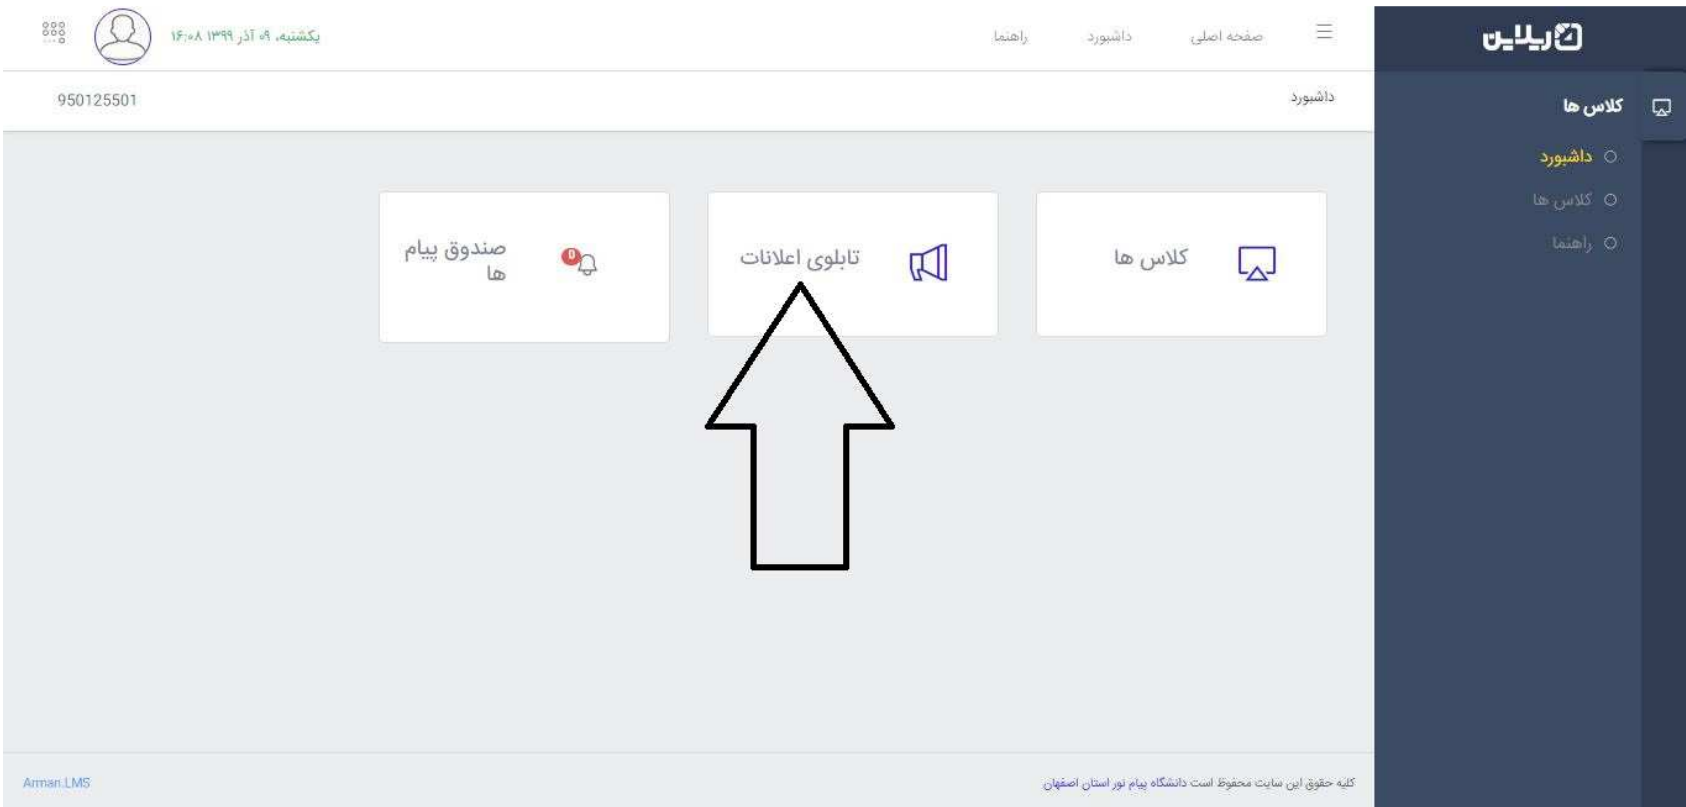 ریلاین
صفحه اصلی
داشبورد
راهنما
یکشنبه، ۰۹ آذر ۱۳۹۹ ۱۶:۰۸
کلاس ها
داشبورد
کلاس ها
راهنما
داشبورد
950125501
کلاس ها
تابلوی اعلانات
صندوق پیام
ها
0
کلیه حقوق این سایت محفوظ است دانشگاه پیام نور استان اصفهان
Arman.LMS